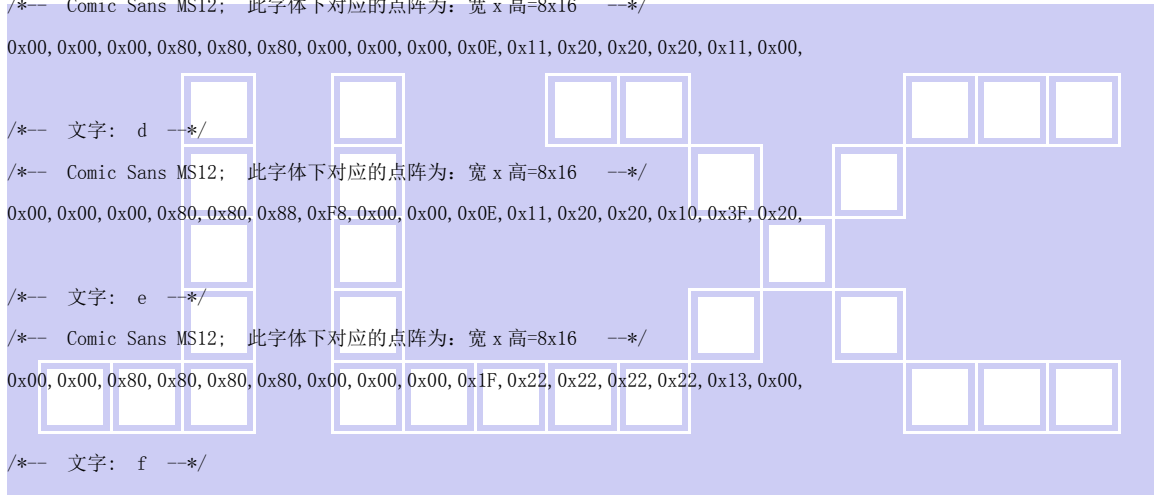 /*--  Comic Sans MS12;  此字体下对应的点阵为：宽 x 高=8x16   --*/
0x00,0x00,0x00,0x80,0x80,0x80,0x00,0x00,0x00,0x0E,0x11,0x20,0x20,0x20,0x11,0x00,
/*--  文字:  d  --*/
/*--  Comic Sans MS12;  此字体下对应的点阵为：宽 x 高=8x16   --*/
0x00,0x00,0x00,0x80,0x80,0x88,0xF8,0x00,0x00,0x0E,0x11,0x20,0x20,0x10,0x3F,0x20,
/*--  文字:  e  --*/
/*--  Comic Sans MS12;  此字体下对应的点阵为：宽 x 高=8x16   --*/
0x00,0x00,0x80,0x80,0x80,0x80,0x00,0x00,0x00,0x1F,0x22,0x22,0x22,0x22,0x13,0x00,
/*--  文字:  f  --*/